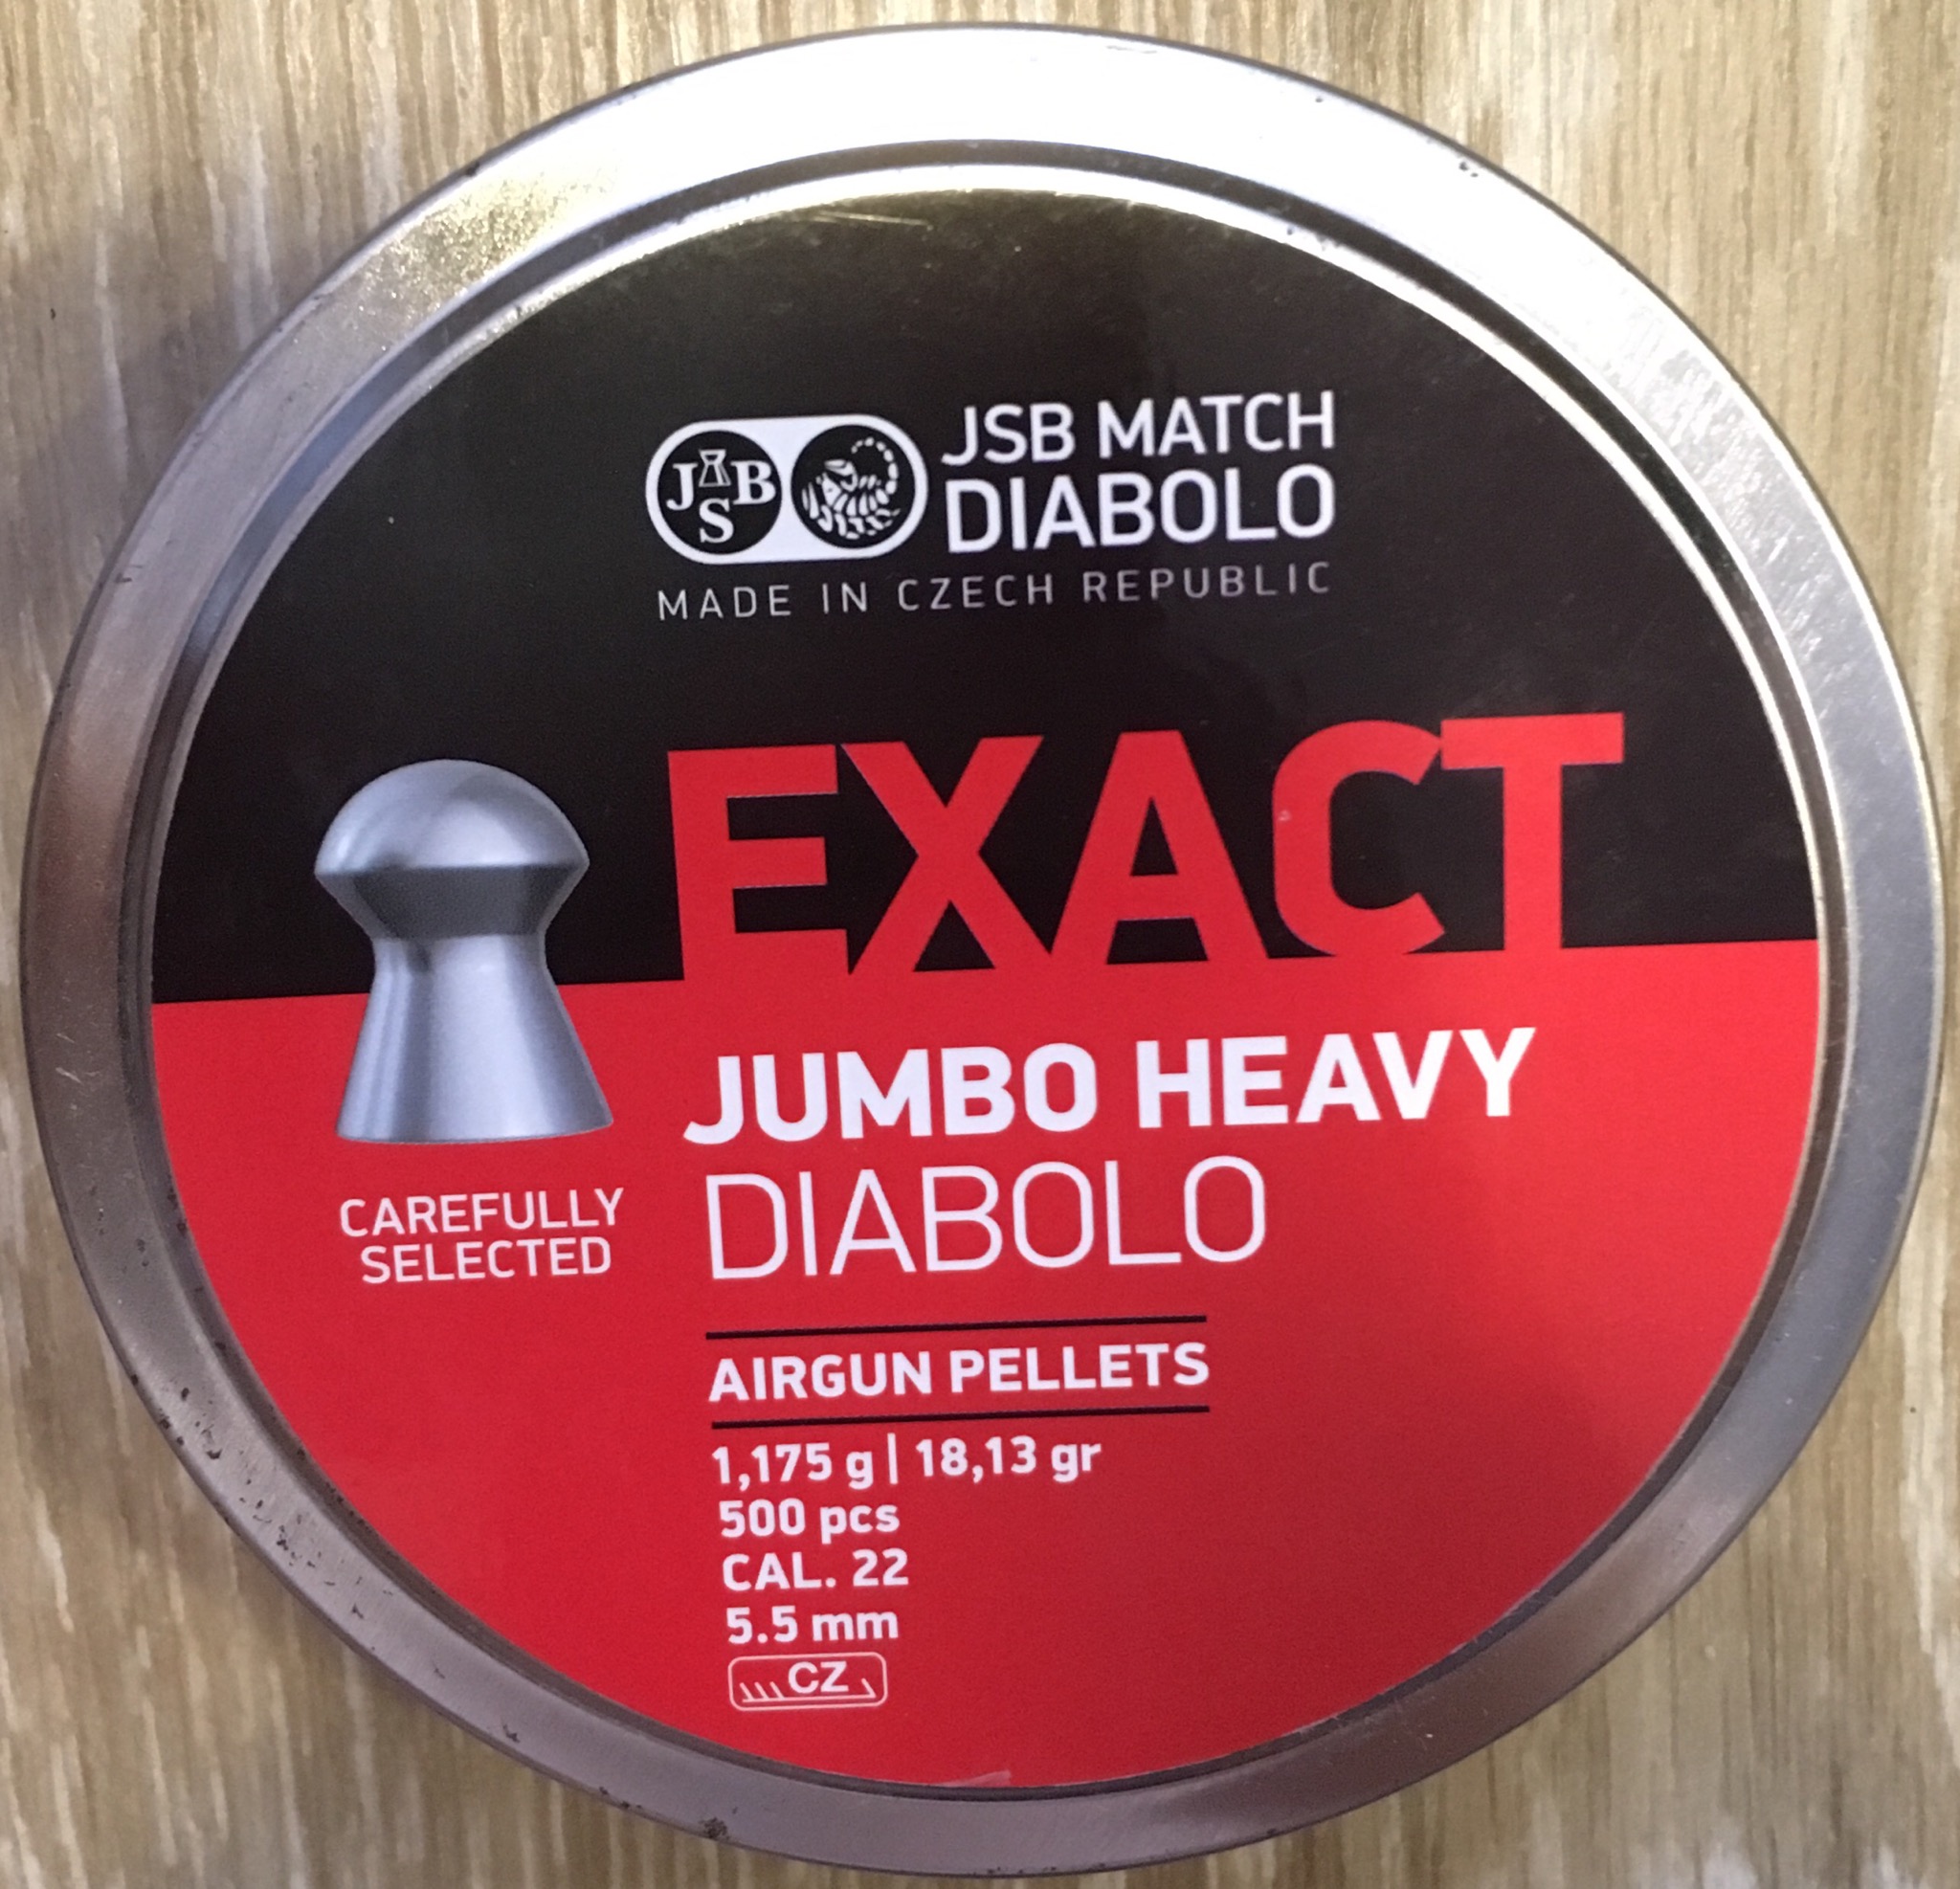 JSB
JSB MATCH
DIABOLO
MADE IN CZECH REPUBLIC
EXACT
JUMBO HEAVY
DIABOLO
CAREFULLY
SELECTED
AIRGUN PELLETS
1,175 g | 18,13 gr
500 pcs
CAL. 22
5.5 mm
CZ